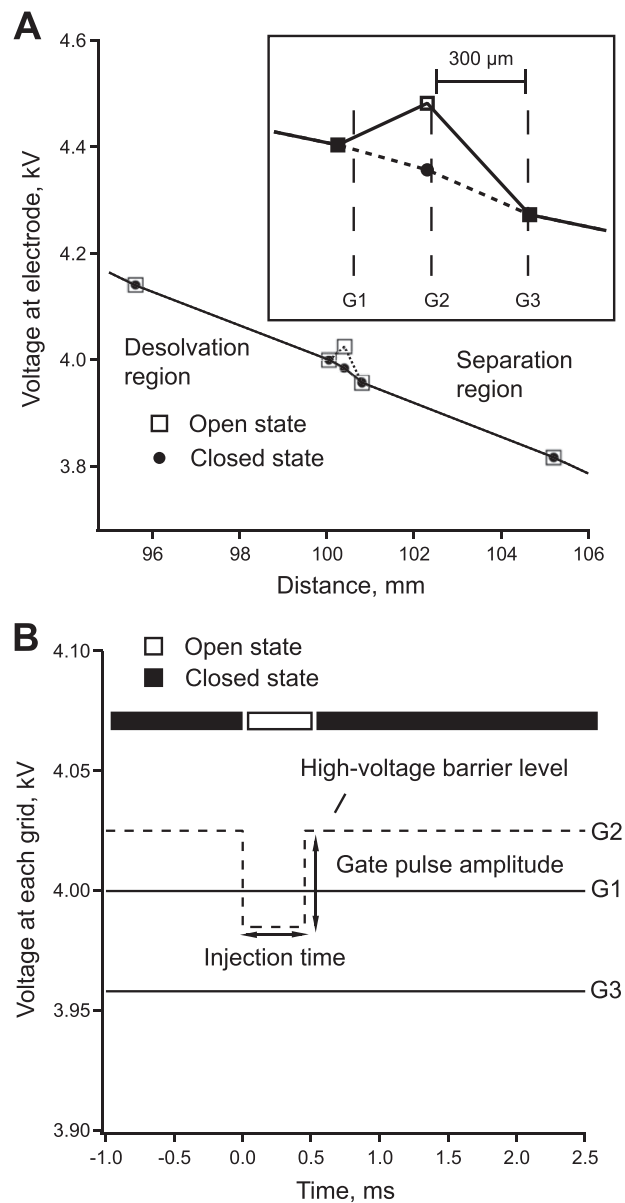 A
Voltage at electrode, kV
4.6
4.4
4.2
4.0
3.8
300 µm
G1 G2 G3
Desolvation
region
Separation
region
Open state
Closed state
96 98 100 102 104 106
Distance, mm
B
Voltage at each grid, kV
Open state
Closed state
4.10
4.05
4.00
3.95
3.90
High-voltage barrier level
G2
Gate pulse amplitude
G1
Injection time
G3
-1.0 -0.5 0.0 0.5 1.0 1.5 2.0 2.5
Time, ms